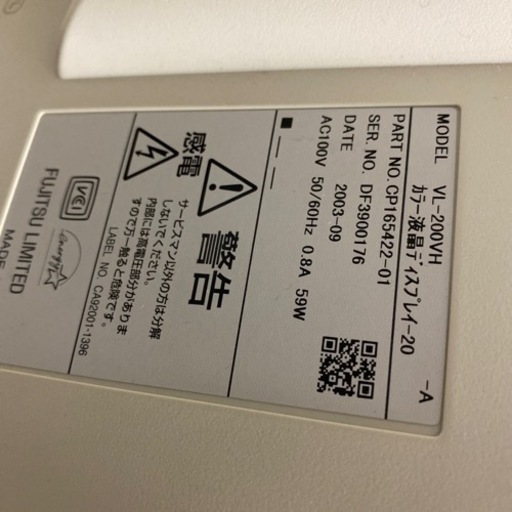 MODEL VL-200VH
カラー液晶ディスプレイ-20 -A
PART NO. CP165422-01
SER. NO. DF3900176
DATE 2003-09
AC100V 50/60Hz 0.8A 59W
警告
感電
サービスマン以外の方は分解
しないでください。
内部には高電圧部分がありま
すので万一触ると危険です。
LABEL NO. CA92001-1396
VCI
energy
FUJITSU LIMITED
MADE